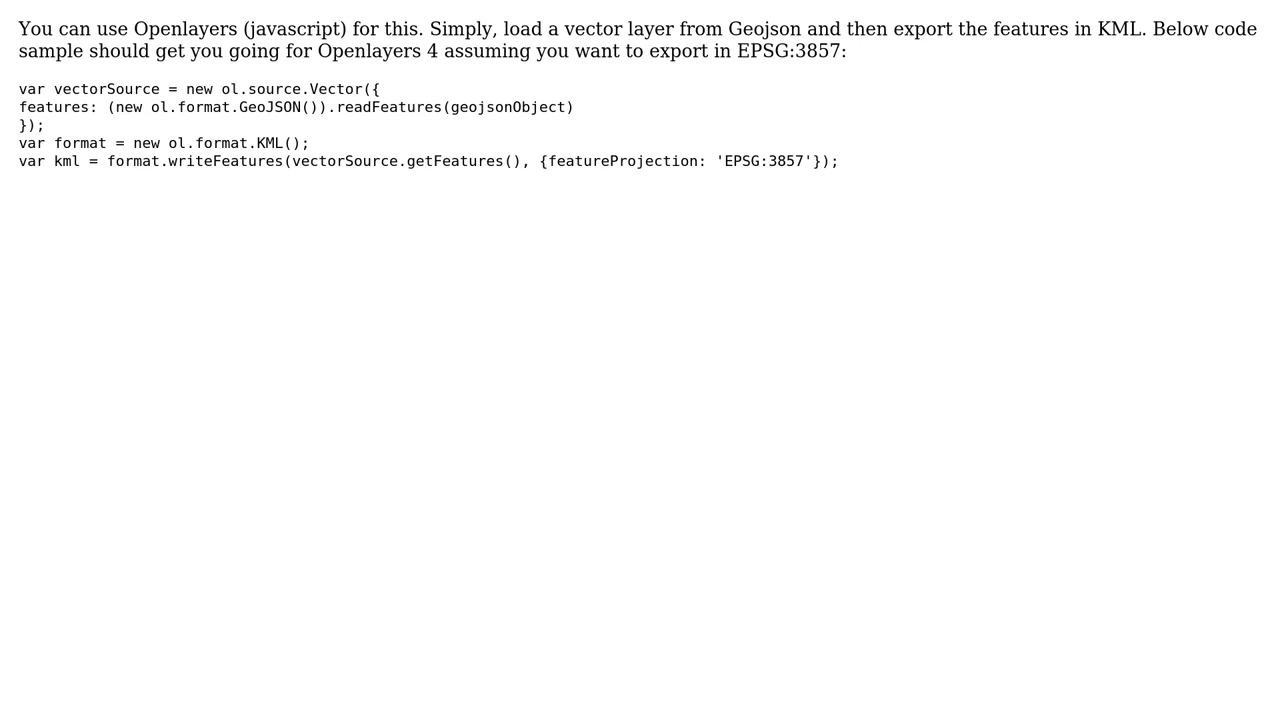 You can use Openlayers (javascript) for this. Simply, load a vector layer from Geojson and then export the features in KML. Below code
sample should get you going for Openlayers 4 assuming you want to export in EPSG:3857:
var vectorSource = new ol.source.Vector({
features: (new ol.format.GeoJSON()).readFeatures(geojsonObject)
});
var format = new ol.format.KML();
var kml = format.writeFeatures(vectorSource.getFeatures(), {featureProjection: 'EPSG:3857'});